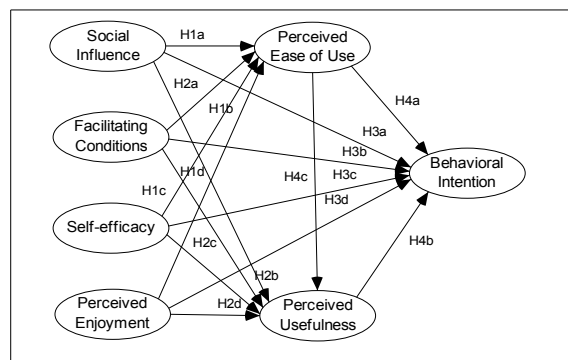 Social
Influence
H1a
Perceived
Ease of Use
H2a
H1b
H4a
H3a
Facilitating
Conditions
H3b
Behavioral
Intention
H1d
H4c
H3c
H1c
H3d
Self-efficacy
H2c
H4b
H2b
Perceived
Enjoyment
H2d
Perceived
Usefulness